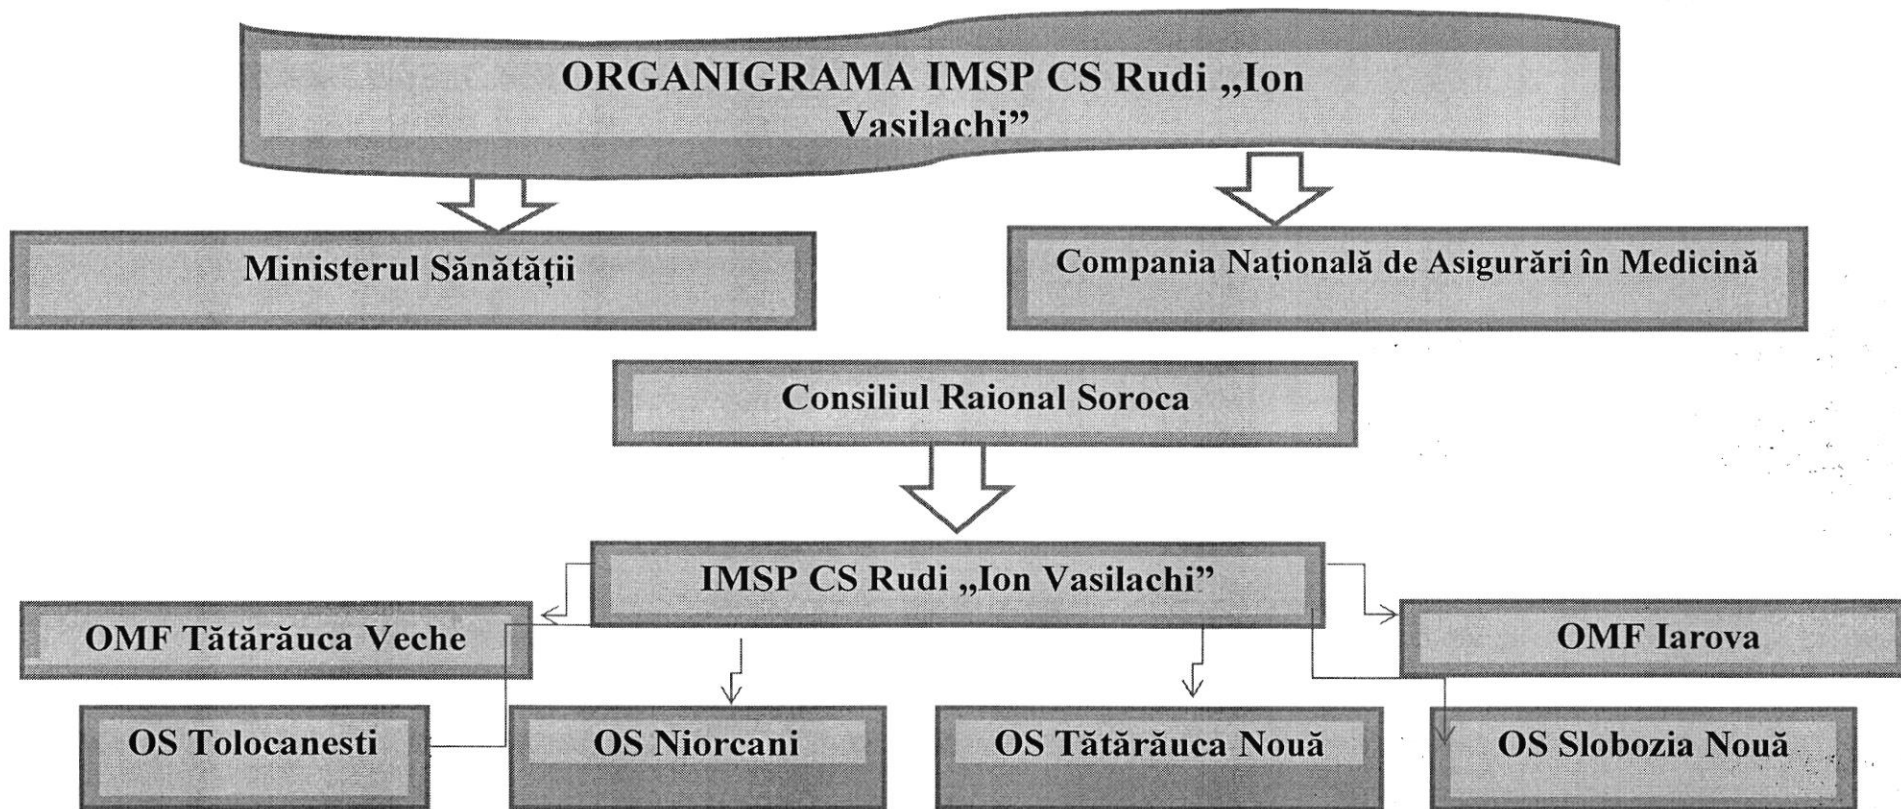 ORGANIGRAMA IMSP CS Rudi „Ion
Vasilachi”
Ministerul Sănătății
Compania Națională de Asigurări în Medicină
Consiliul Raional Soroca
IMSP CS Rudi „Ion Vasilachi”
OMF Tătărăuca Veche
OMF Iarova
OS Tolocanesti
OS Niorcani
OS Tătărăuca Nouă
OS Slobozia Nouă